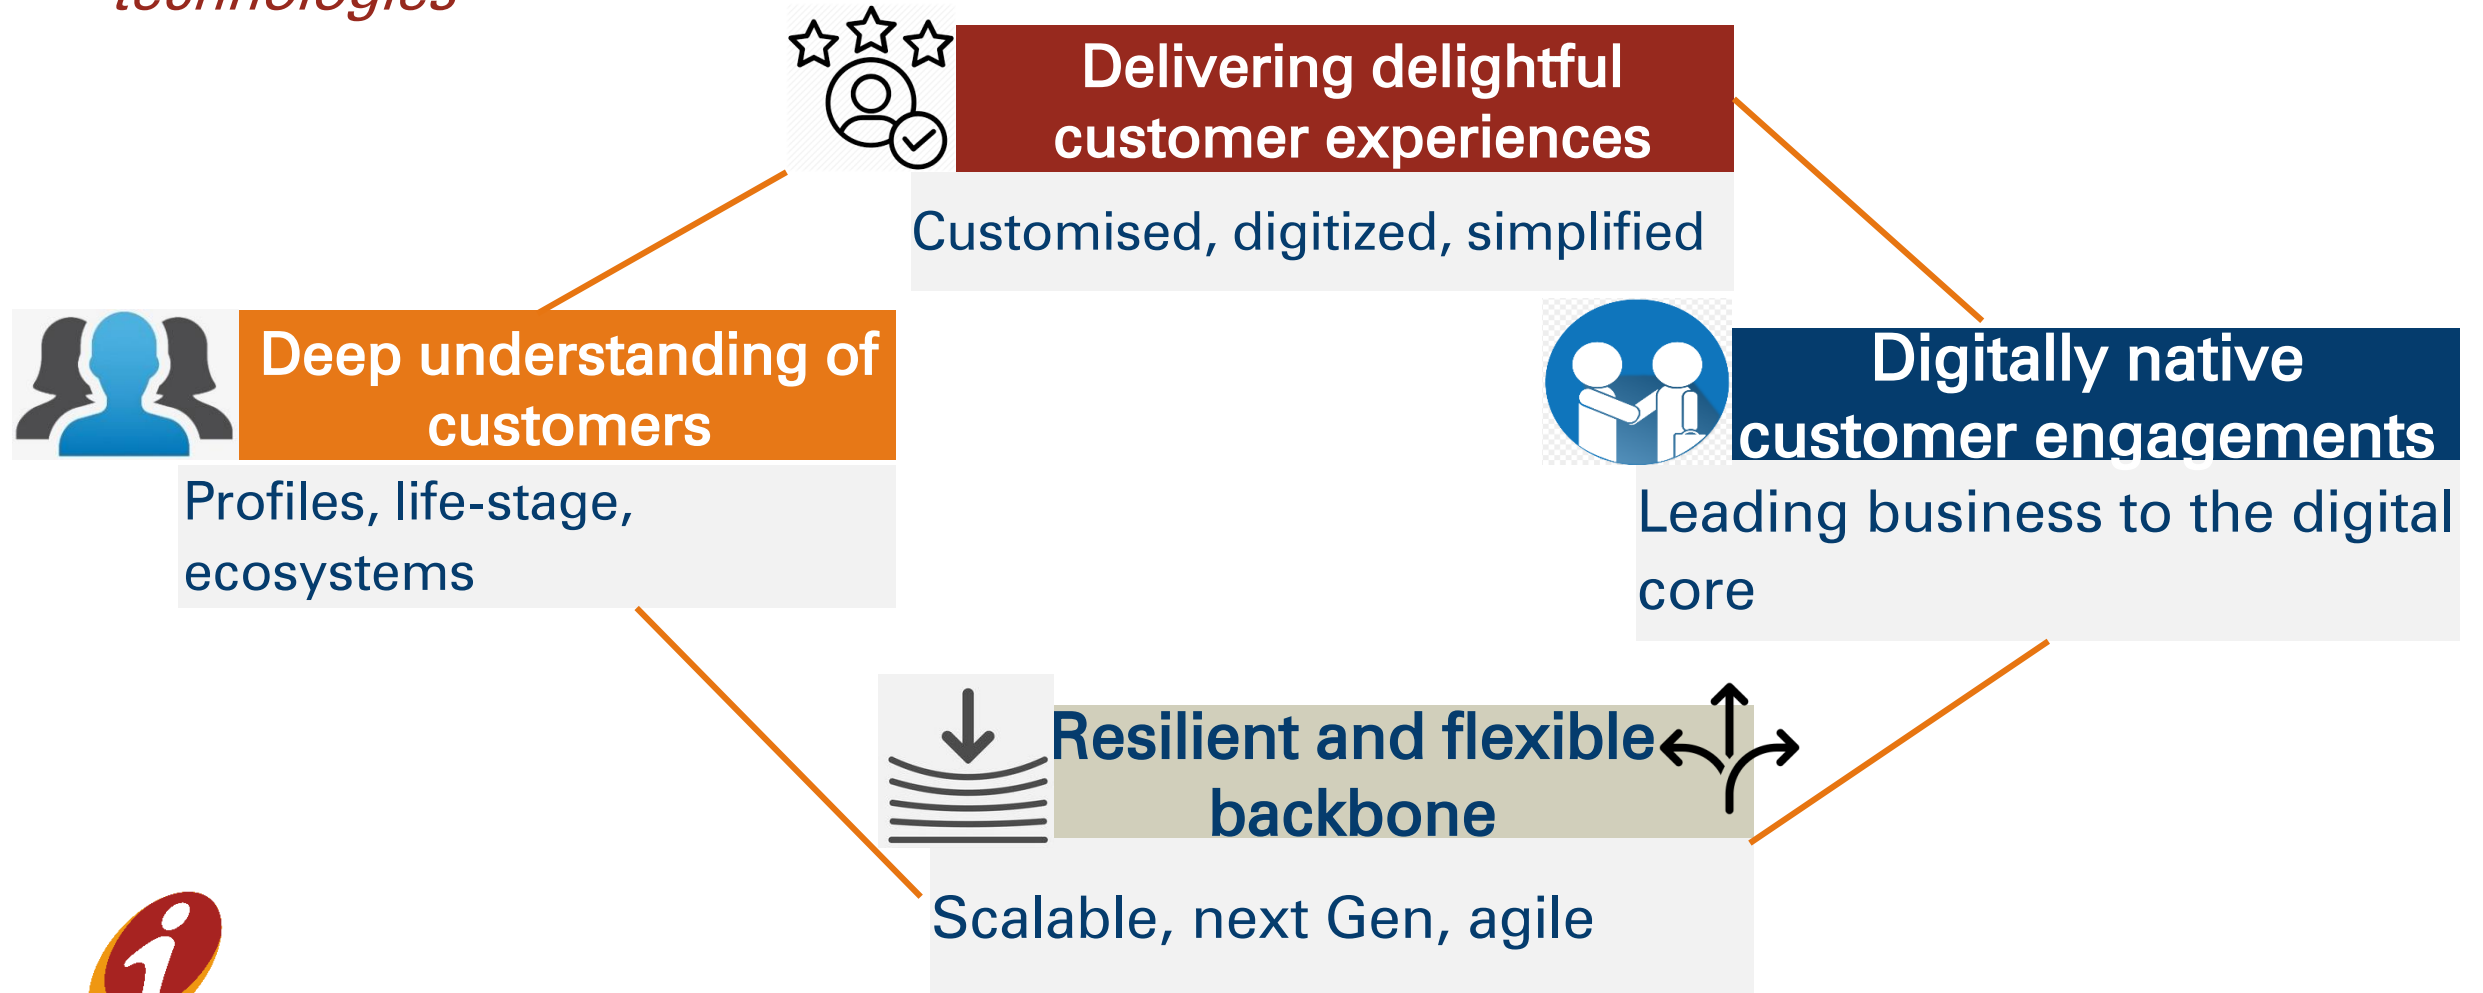 technologies
Delivering delightful
customer experiences
Customised, digitized, simplified
Deep understanding of
customers
Profiles, life-stage,
ecosystems
Digitally native
customer engagements
Leading business to the digital
core
Resilient and flexible
backbone
Scalable, next Gen, agile